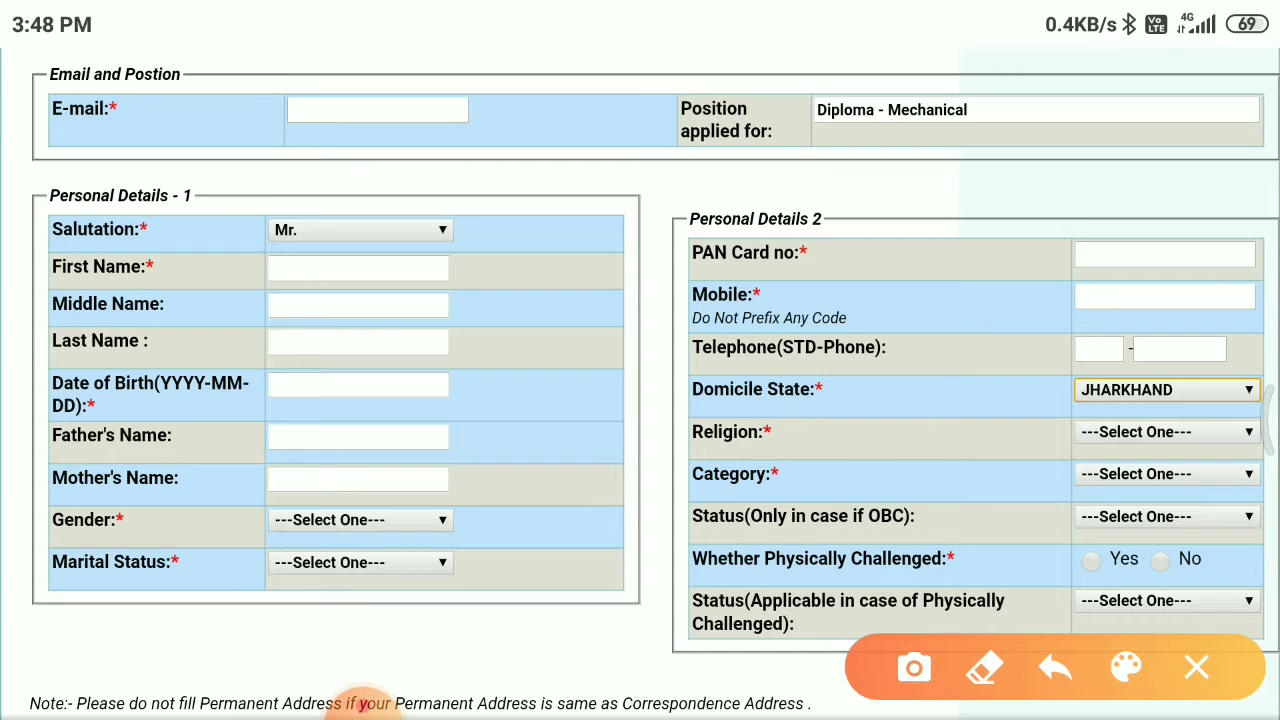 3:48 PM
0.4KB/s
Vo LTE
4G
69
Email and Postion
E-mail:*
Position applied for:
Diploma - Mechanical
Personal Details - 1
Salutation:*
Mr.
First Name:*
Middle Name:
Last Name :
Date of Birth(YYYY-MM-
DD):*
Father's Name:
Mother's Name:
Gender:*
---Select One---
Marital Status:*
---Select One---
Personal Details 2
PAN Card no:*
Mobile:*
Do Not Prefix Any Code
Telephone(STD-Phone):
-
Domicile State:*
JHARKHAND
Religion:*
---Select One---
Category:*
---Select One---
Status(Only in case if OBC):
---Select One---
Whether Physically Challenged:*
Yes
No
Status(Applicable in case of Physically
Challenged):
---Select One---
Note:- Please do not fill Permanent Address if your Permanent Address is same as Correspondence Address .